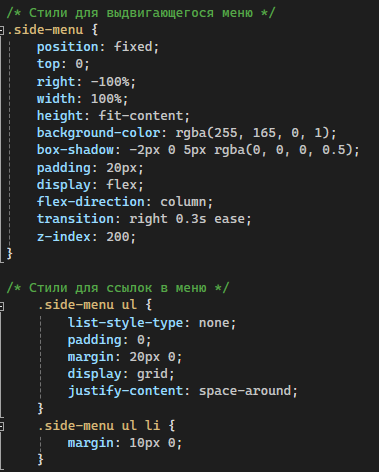 /* Стили для выдвигающегося меню */
.side-menu {
position: fixed;
top: 0;
right: -100%;
width: 100%;
height: fit-content;
background-color: rgba(255, 165, 0, 1);
box-shadow: -2px 0 5px rgba(0, 0, 0, 0.5);
padding: 20px;
display: flex;
flex-direction: column;
transition: right 0.3s ease;
z-index: 200;
}
/* Стили для ссылок в меню */
.side-menu ul {
list-style-type: none;
padding: 0;
margin: 20px 0;
display: grid;
justify-content: space-around;
}
.side-menu ul li {
margin: 10px 0;
}